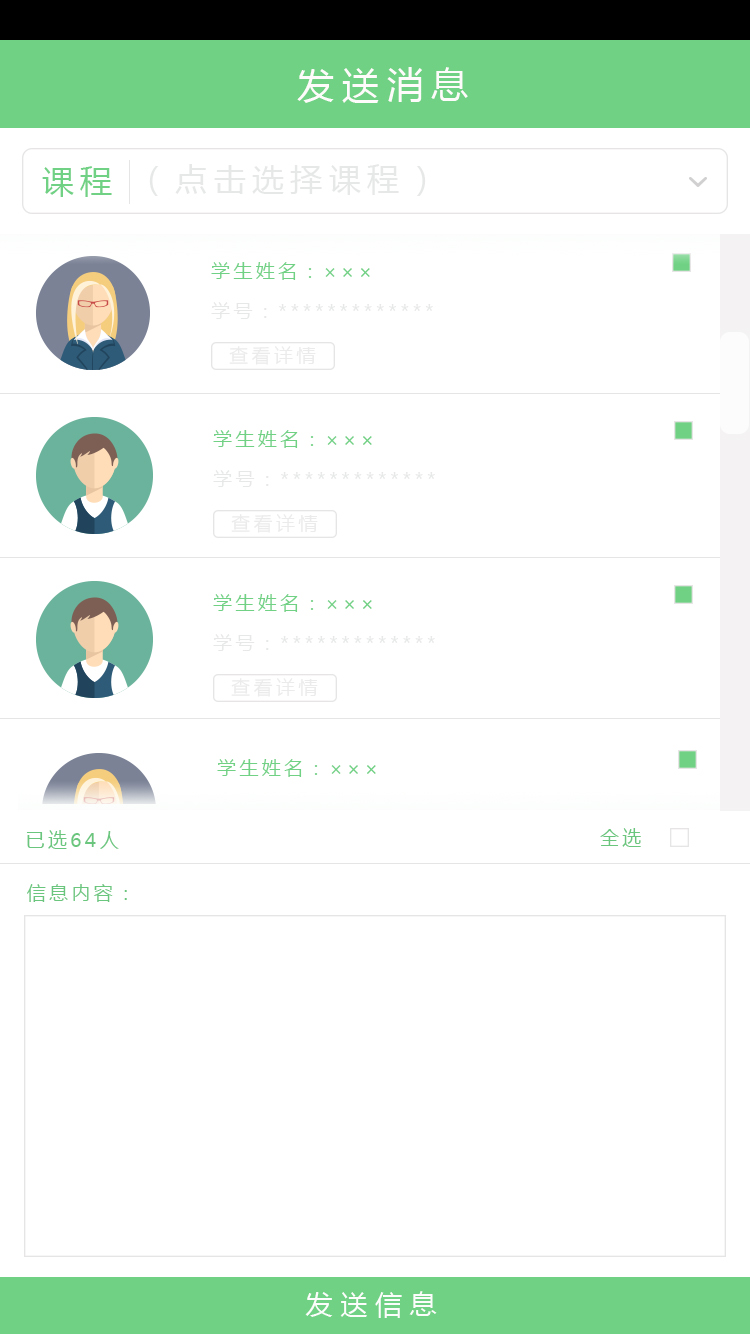 发送消息
课程 （ 点击选择课程 ）
学生姓名：×××
学号：*************
查看详情
学生姓名：×××
学号：*************
查看详情
学生姓名：×××
学号：*************
查看详情
学生姓名：×××
已选64人 全选
信息内容：
发送信息